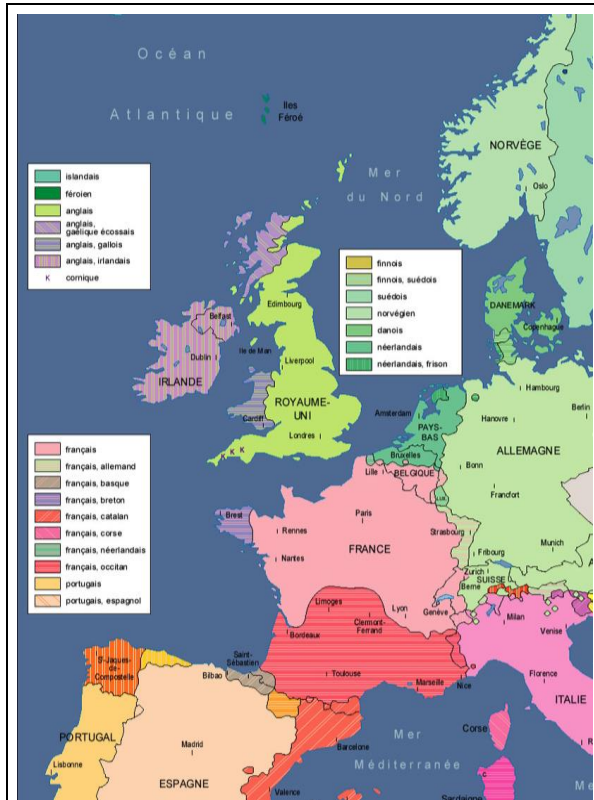 Océan
Atlantique
Iles
Féroé
Mer
du Nord
NORVÈGE
Oslo
islandais
féroien
anglais
anglais,
gaélique écossais
anglais, gallois
anglais, irlandais
K cornique
finnois
finnois, suédois
suédois
norvégien
danois
néerlandais
néerlandais, frison
DANEMARK
Copenhague
Edimbourg
Belfast
Ile de Man
Dublin
Liverpool
IRLANDE
ROYAUME-
UNI
Cardiff
Londres
K K K
Amsterdam
PAYS-
BAS
Hambourg
Berlin
Hanovre
ALLEMAGNE
Bruxelles
BELGIQUE
Lille
Bonn
Francfort
LUX.
français
français, allemand
français, basque
français, breton
français, catalan
français, corse
français, néerlandais
français, occitan
portugais
portugais, espagnol
Brest
Paris
Rennes
Strasbourg
Nantes
FRANCE
Fribourg
Munich
Zurich
Berne
SUISSE
A
Limoges
Lyon
Genève
Clermont-
Ferrand
Milan
Venise
Bordeaux
St-Jaques-
de-
Compostelle
Saint-
Sébastien
Bilbao
Toulouse
Marseille
Nice
Florence
ITALIE
PORTUGAL
Lisbonne
Madrid
ESPAGNE
Barcelone
Valence
Mer
Méditerranée
Corse
R
C
Sardaigne
Me